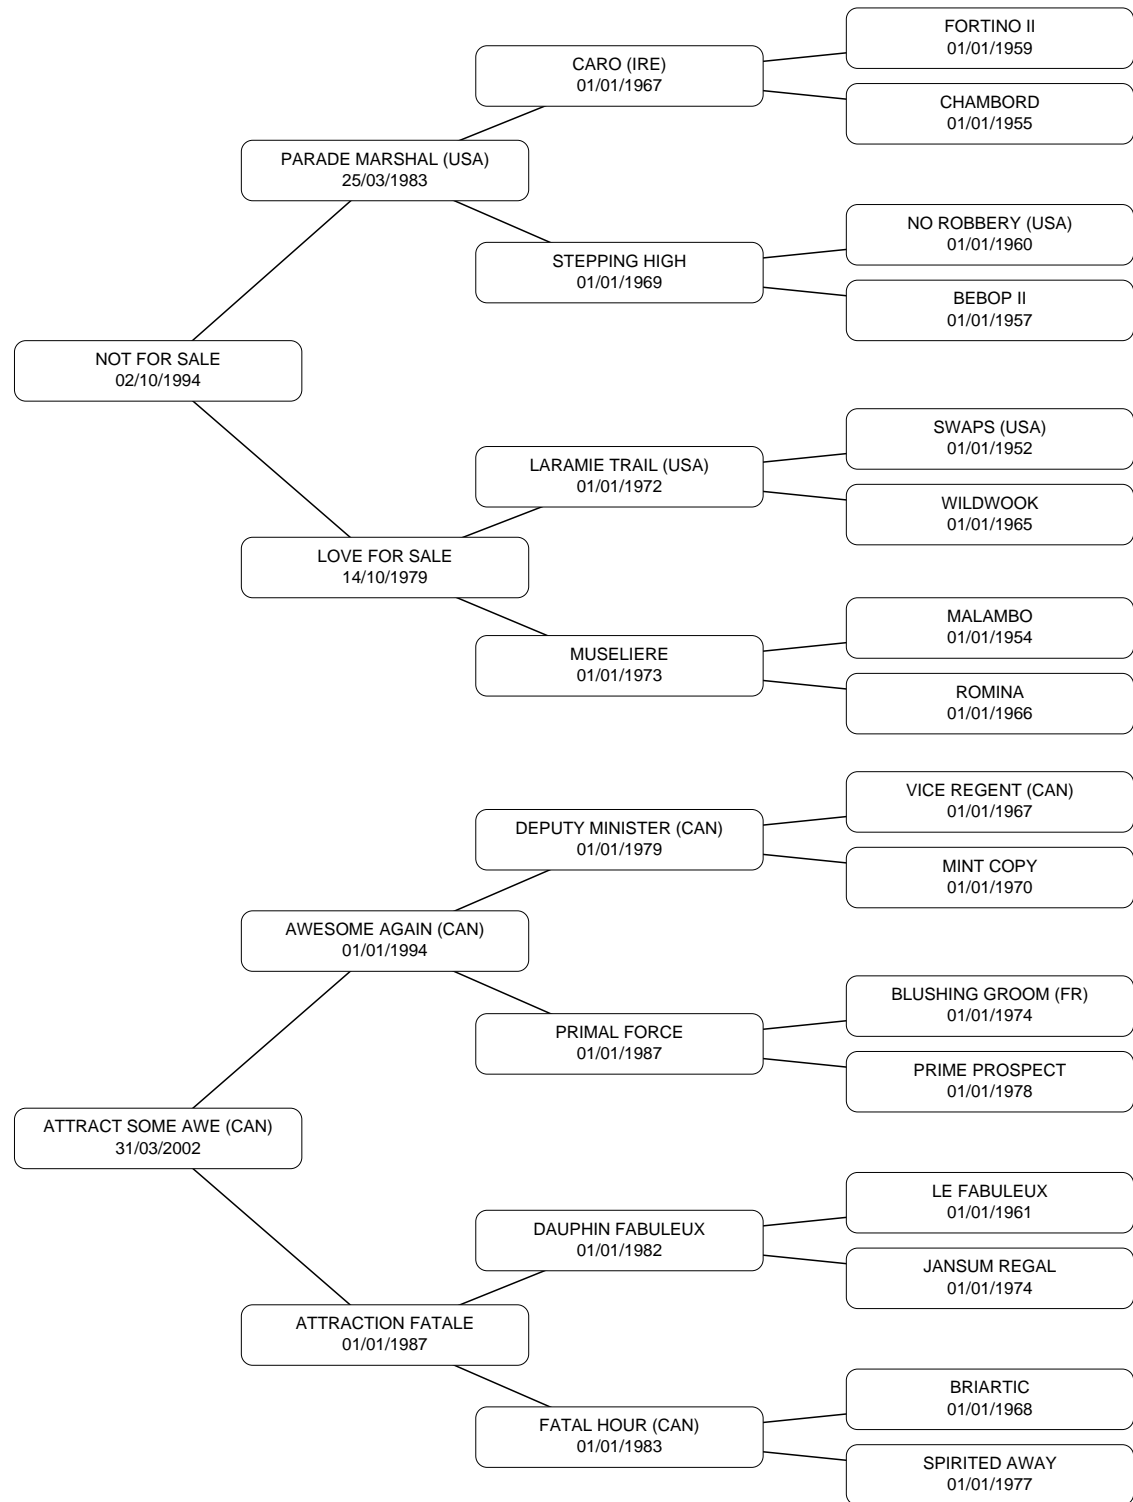 FORTINO II
01/01/1959
CARO (IRE)
01/01/1967
CHAMBORD
01/01/1955
PARADE MARSHAL (USA)
25/03/1983
NO ROBBERY (USA)
01/01/1960
STEPPING HIGH
01/01/1969
BEBOP II
01/01/1957
NOT FOR SALE
02/10/1994
SWAPS (USA)
01/01/1952
LARAMIE TRAIL (USA)
01/01/1972
WILDWOOK
01/01/1965
LOVE FOR SALE
14/10/1979
MALAMBO
01/01/1954
MUSELIERE
01/01/1973
ROMINA
01/01/1966
VICE REGENT (CAN)
01/01/1967
DEPUTY MINISTER (CAN)
01/01/1979
MINT COPY
01/01/1970
AWESOME AGAIN (CAN)
01/01/1994
BLUSHING GROOM (FR)
01/01/1974
PRIMAL FORCE
01/01/1987
PRIME PROSPECT
01/01/1978
ATTRACT SOME AWE (CAN)
31/03/2002
LE FABULEUX
01/01/1961
DAUPHIN FABULEUX
01/01/1982
JANSUM REGAL
01/01/1974
ATTRACTION FATALE
01/01/1987
BRIARTIC
01/01/1968
FATAL HOUR (CAN)
01/01/1983
SPIRITED AWAY
01/01/1977